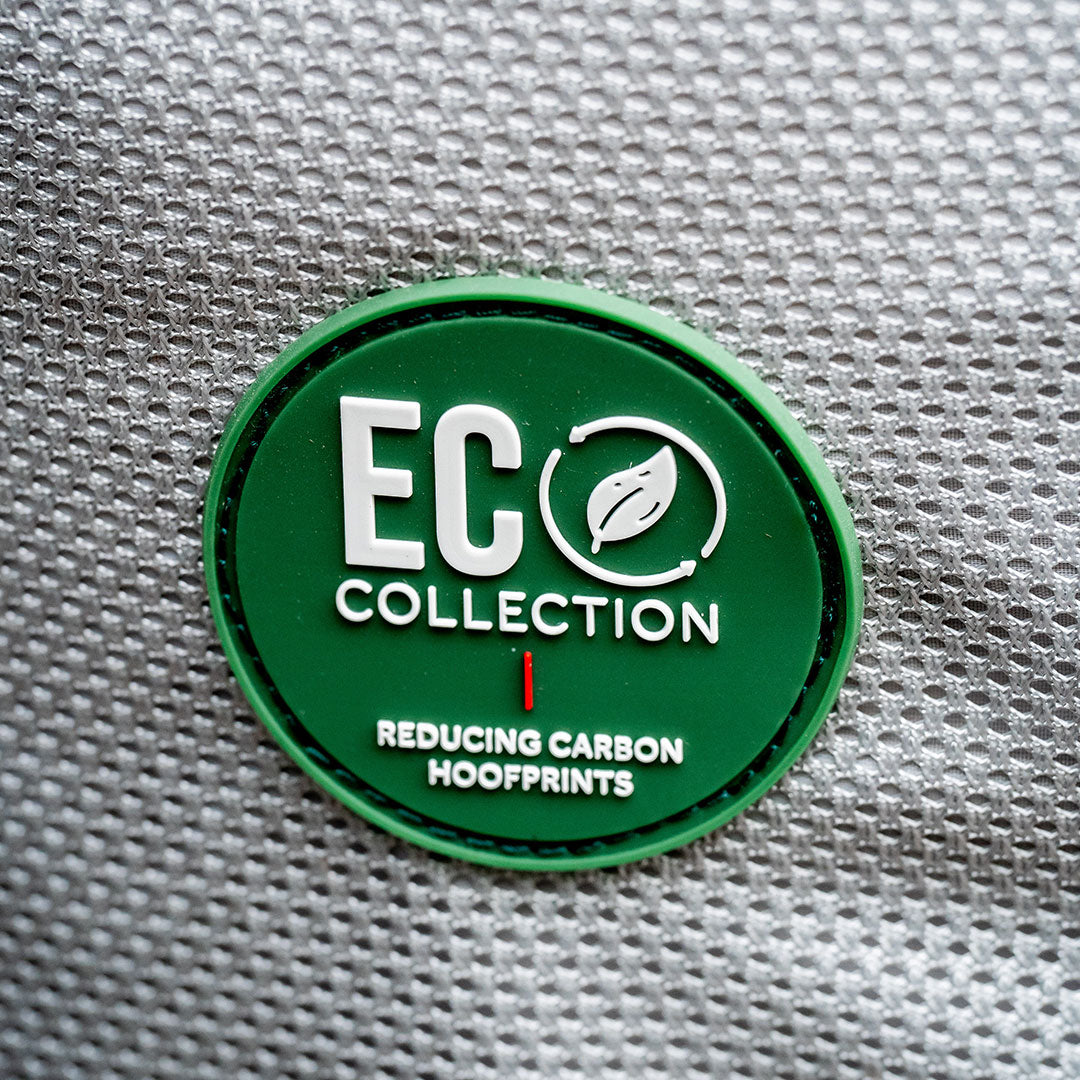 ECO
COLLECTION
REDUCING CARBON
HOOFPRINTS